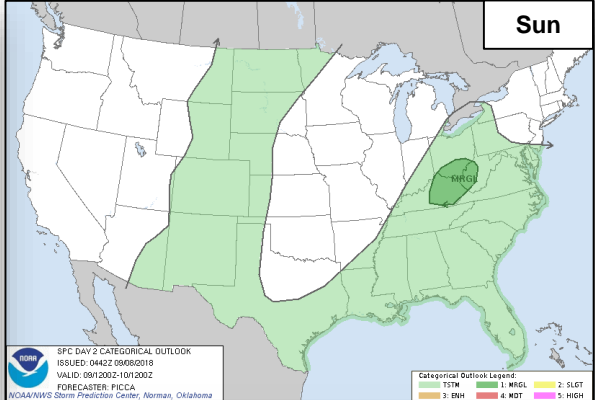 Sun
MRGL
NOAA
SPC DAY 2 CATEGORICAL OUTLOOK
ISSUED: 0442Z 09/08/2018
VALID: 09/1200Z-10/1200Z
FORECASTER: PICCA
NOAA/NWS Storm Prediction Center, Norman, Oklahoma
Categorical Outlook Legend:
TSTM 1: MRGL 2: SLGT
3: ENH 4: MDT 5: HIGH